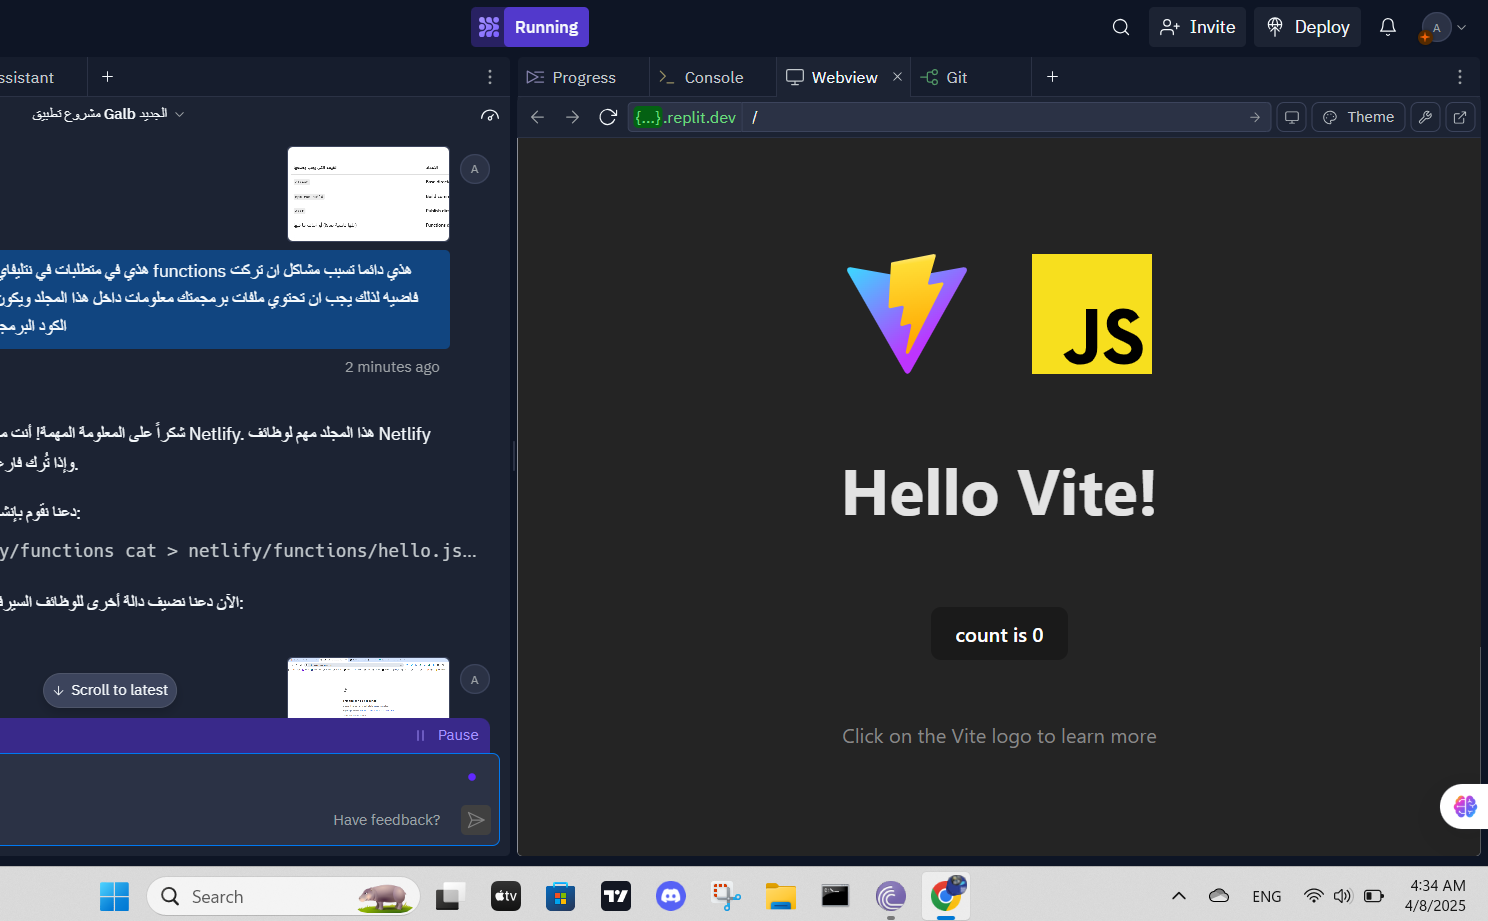 Running
Invite
Deploy
A
ssistant
Progress
Console
Webview
Git
مشروع تطبيق Galb الجديد
{...}.replit.dev /
Theme
A
هذي دائما تسبب مشاكل ان تركت functions هذي في متطلبات في نتليفاي
فاضيه لذلك يجب ان تحتوي ملفات برمجمتك معلومات داخل هذا المجلد ويكون
الكود البرمج
2 minutes ago
شكراً على المعلومة المهمة! أنت م Netlify. هذا المجلد مهم لوظائف Netlify
وإذا تُرك فار.
دعنا نقوم بإنش:
y/functions cat > netlify/functions/hello.js...
الآن دعنا نضيف دالة أخرى للوظائف السيرف:
A
Scroll to latest
Pause
Have feedback?
JS
Hello Vite!
count is 0
Click on the Vite logo to learn more
Search
tv
ENG
4:34 AM
4/8/2025